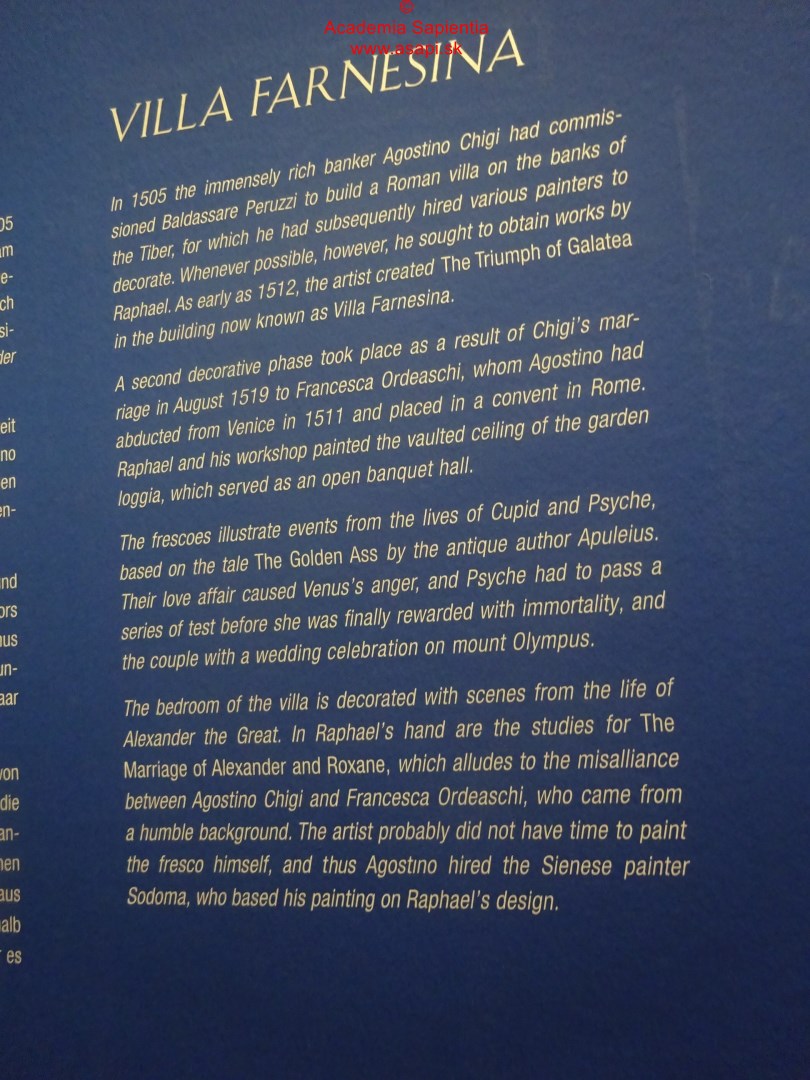 ©
Academia Sapientia
www.asapi.sk
VILLA FARNESINA
In 1505 the immensely rich banker Agostino Chigi had commis-
sioned Baldassare Peruzzi to build a Roman villa on the banks of
the Tiber, for which he had subsequently hired various painters to
decorate. Whenever possible, however, he sought to obtain works by
Raphael. As early as 1512, the artist created The Triumph of Galatea
in the building now known as Villa Farnesina.
A second decorative phase took place as a result of Chigi's mar-
riage in August 1519 to Francesca Ordeaschi, whom Agostino had
abducted from Venice in 1511 and placed in a convent in Rome.
Raphael and his workshop painted the vaulted ceiling of the garden
loggia, which served as an open banquet hall.
The frescoes illustrate events from the lives of Cupid and Psyche,
based on the tale The Golden Ass by the antique author Apuleius.
Their love affair caused Venus's anger, and Psyche had to pass a
series of test before she was finally rewarded with immortality, and
the couple with a wedding celebration on mount Olympus.
The bedroom of the villa is decorated with scenes from the life of
Alexander the Great. In Raphael's hand are the studies for The
Marriage of Alexander and Roxane, which alludes to the misalliance
between Agostino Chigi and Francesca Ordeaschi, who came from
a humble background. The artist probably did not have time to paint
the fresco himself, and thus Agostino hired the Sienese painter
Sodoma, who based his painting on Raphael's design.